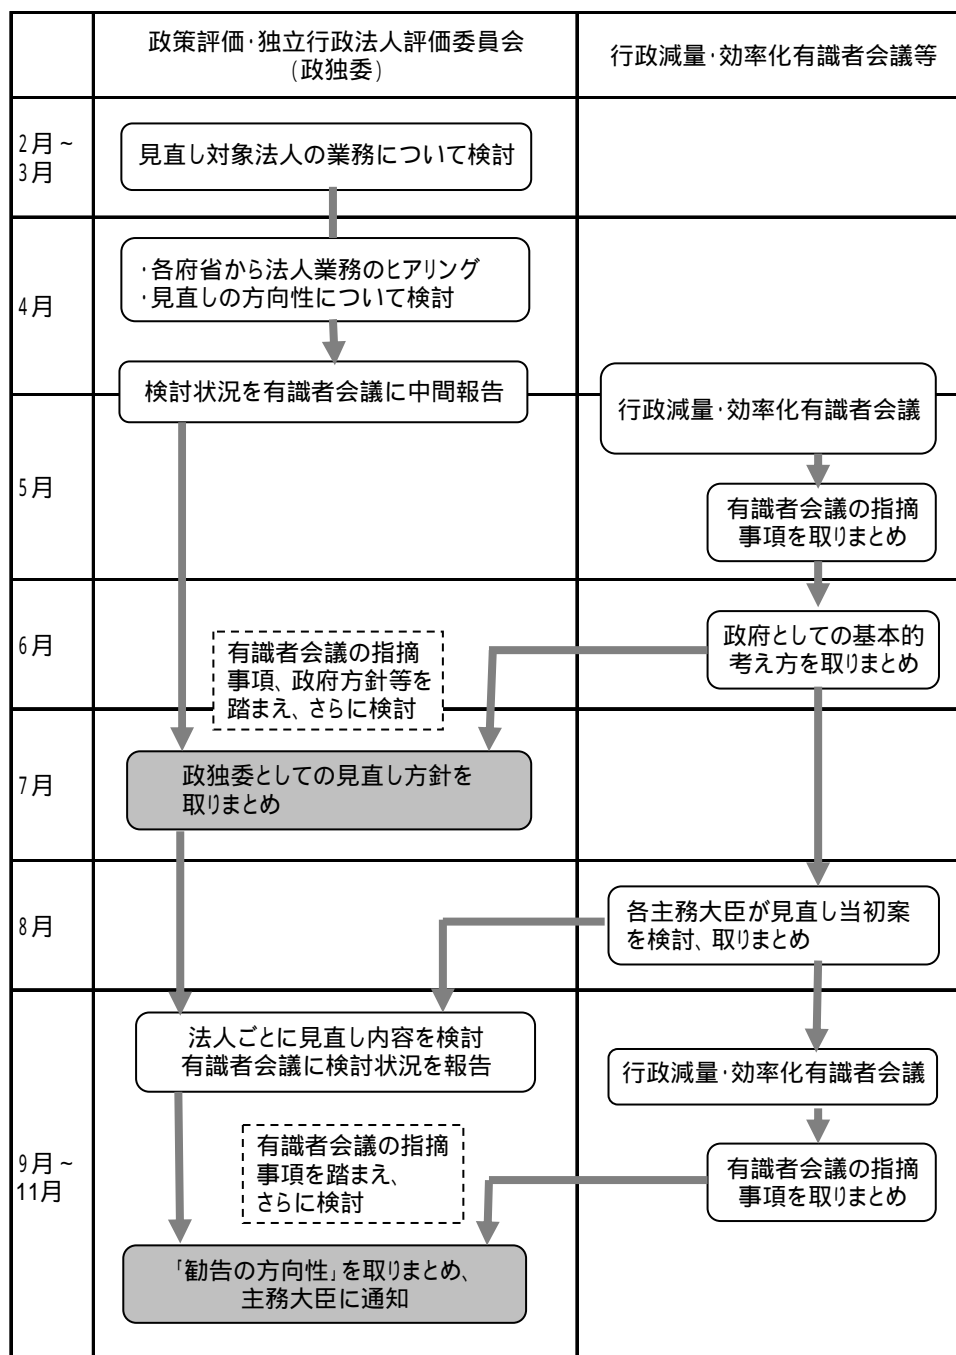 政策評価・独立行政法人評価委員会
(政独委)
行政減量・効率化有識者会議等
2月~
3月
見直し対象法人の業務について検討
4月
・各府省から法人業務のヒアリング
・見直しの方向性について検討
検討状況を有識者会議に中間報告
行政減量・効率化有識者会議
5月
有識者会議の指摘
事項を取りまとめ
6月
有識者会議の指摘
事項、政府方針等を
踏まえ、さらに検討
政府としての基本的
考え方を取りまとめ
7月
政独委としての見直し方針を
取りまとめ
8月
各主務大臣が見直し当初案
を検討、取りまとめ
9月~
11月
法人ごとに見直し内容を検討
有識者会議に検討状況を報告
行政減量・効率化有識者会議
有識者会議の指摘
事項を踏まえ、
さらに検討
有識者会議の指摘
事項を取りまとめ
「勧告の方向性」を取りまとめ、
主務大臣に通知